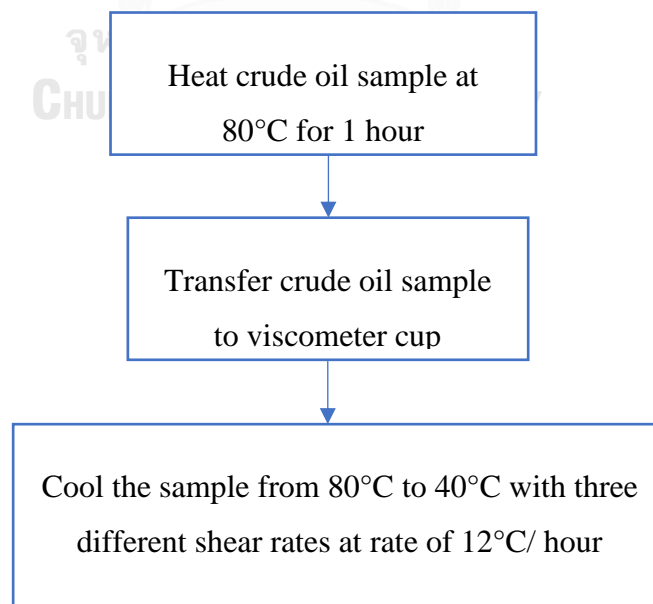 Heat crude oil sample at
80°C for 1 hour
Transfer crude oil sample
to viscometer cup
Cool the sample from 80°C to 40°C with three
different shear rates at rate of 12°C/ hour